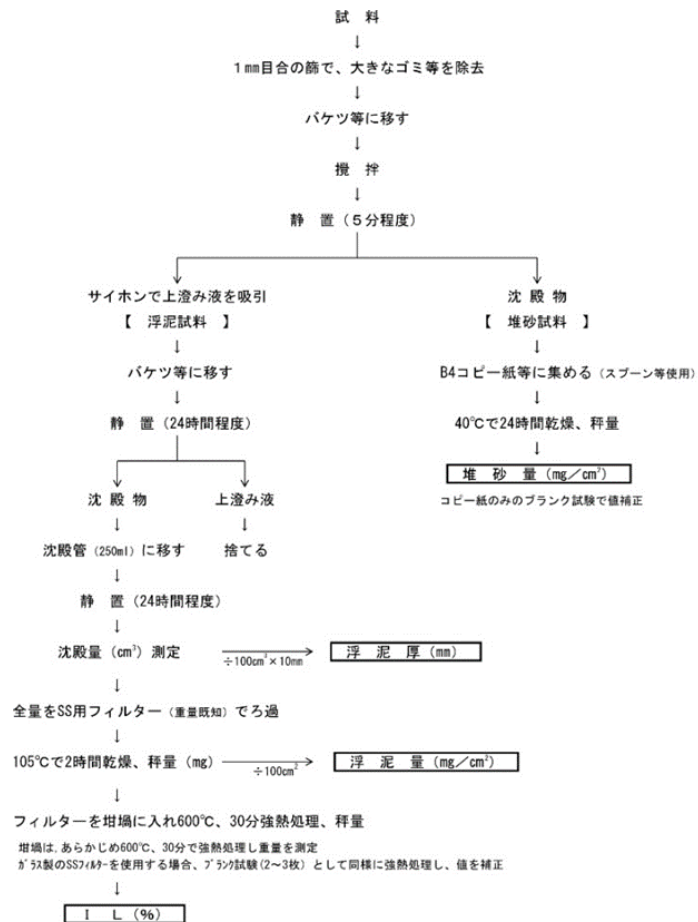 試　料
↓
１mm目合の篩で、大きなゴミ等を除去
↓
バケツ等に移す
↓
攪　拌
↓
静　置（５分程度）
サイホンで上澄み液を吸引
【　浮泥試料　】
↓
バケツ等に移す
↓
静　置（24時間程度）
沈 殿 物
【　堆砂試料　】
↓
B4コピー紙等に集める（スプーン等使用）
↓
40℃で24時間乾燥、秤量
↓
堆　砂　量（mg／cm²）
コピー紙のみのブランク試験で値補正
沈 殿 物
↓
沈殿管（250ml）に移す
↓
静　置（24時間程度）
↓
上澄み液
↓
捨てる
沈殿量（cm³）測定
÷100cm²×10mm
浮　泥　厚（mm）
↓
全量をSS用フィルター（重量既知）でろ過
↓
105℃で2時間乾燥、秤量（mg）
÷100cm²
浮　泥　量（mg／cm²）
↓
フィルターを坩堝に入れ600℃、30分強熱処理、秤量
坩堝は、あらかじめ600℃、30分で強熱処理し重量を測定
ｶﾞﾗｽ製のSSﾌｨﾙﾀｰを使用する場合、ﾌﾞﾗﾝｸ試験（2～3枚）として同様に強熱処理し、値を補正
↓
Ｉ　Ｌ（%）